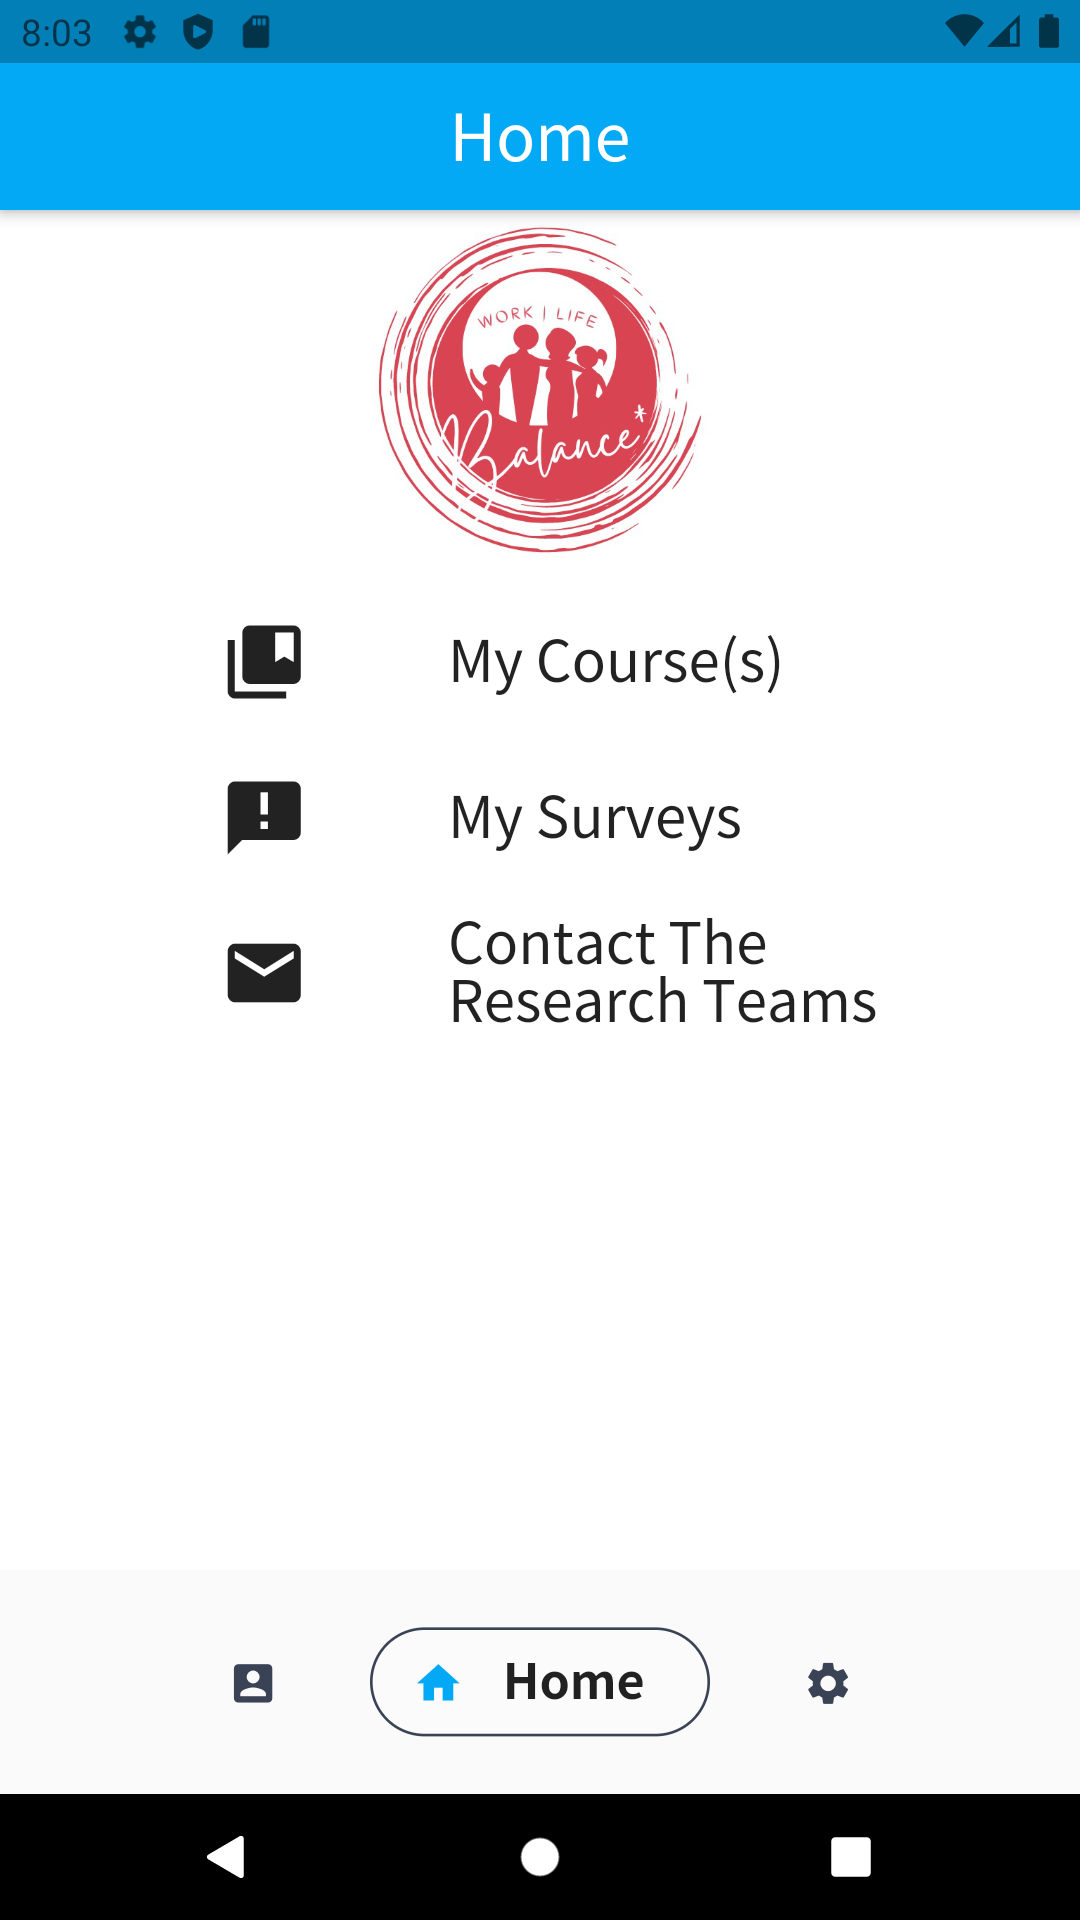 8:03
Home
WORK | LIFE
Balance*
My Course(s)
My Surveys
Contact The
Research Teams
Home